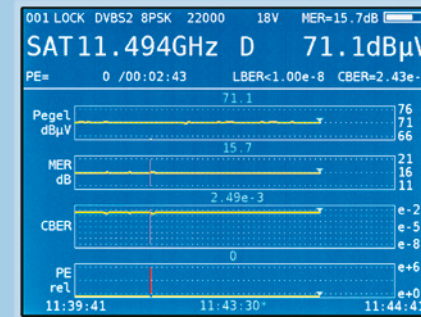 001 LOCK DVBS2 8PSK 22000 18V MER=15.7dB
SAT11.494GHz D 71.1dBµV
PE= 0 /00:02:43 LBER<1.00e-8 CBER=2.43e-
71.1
Pegel 76
dBµV 71
66
15.7
MER 21
dB 16
11
2.49e-3
e-2
CBER e-5
e-8
0
PE e+6
rel e+0
11:39:41 11:43:30* 11:44:41